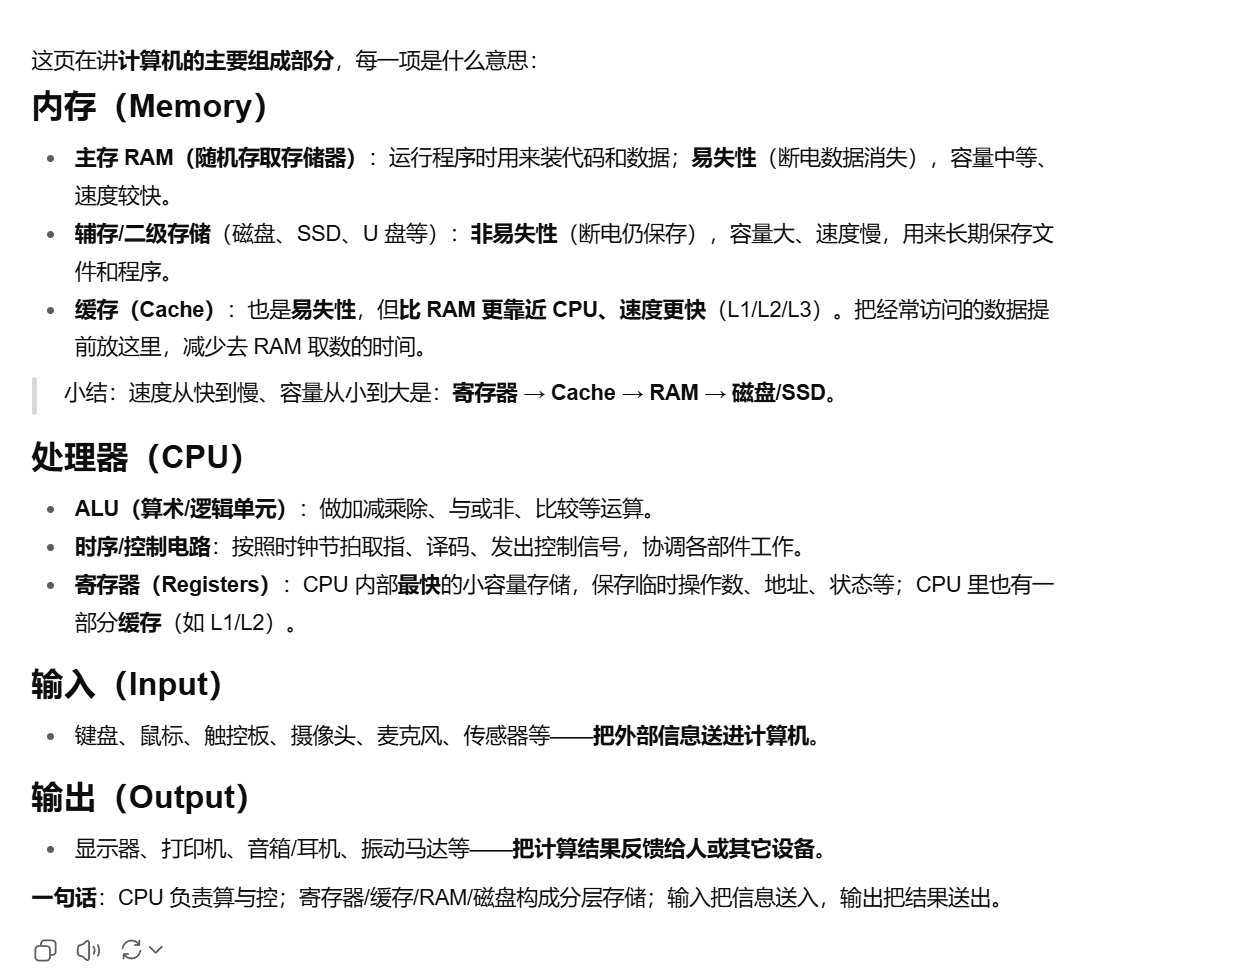 这页在讲计算机的主要组成部分，每一项是什么意思：
内存（Memory）
主存 RAM（随机存取存储器）：运行程序时用来装代码和数据；易失性（断电数据消失），容量中等、
速度较快。
辅存/二级存储（磁盘、SSD、U 盘等）：非易失性（断电仍保存），容量大、速度慢，用来长期保存文
件和程序。
缓存（Cache）：也是易失性，但比 RAM 更靠近 CPU、速度更快（L1/L2/L3）。把经常访问的数据提
前放这里，减少去 RAM 取数的时间。
小结：速度从快到慢、容量从小到大是：寄存器 → Cache → RAM → 磁盘/SSD。
处理器（CPU）
ALU（算术/逻辑单元）：做加减乘除、与或非、比较等运算。
时序/控制电路：按照时钟节拍取指、译码、发出控制信号，协调各部件工作。
寄存器（Registers）：CPU 内部最快的小容量存储，保存临时操作数、地址、状态等；CPU 里也有一
部分缓存（如 L1/L2）。
输入（Input）
键盘、鼠标、触控板、摄像头、麦克风、传感器等——把外部信息送进计算机。
输出（Output）
显示器、打印机、音箱/耳机、振动马达等——把计算结果反馈给人或其它设备。
一句话：CPU 负责算与控；寄存器/缓存/RAM/磁盘构成分层存储；输入把信息送入，输出把结果送出。